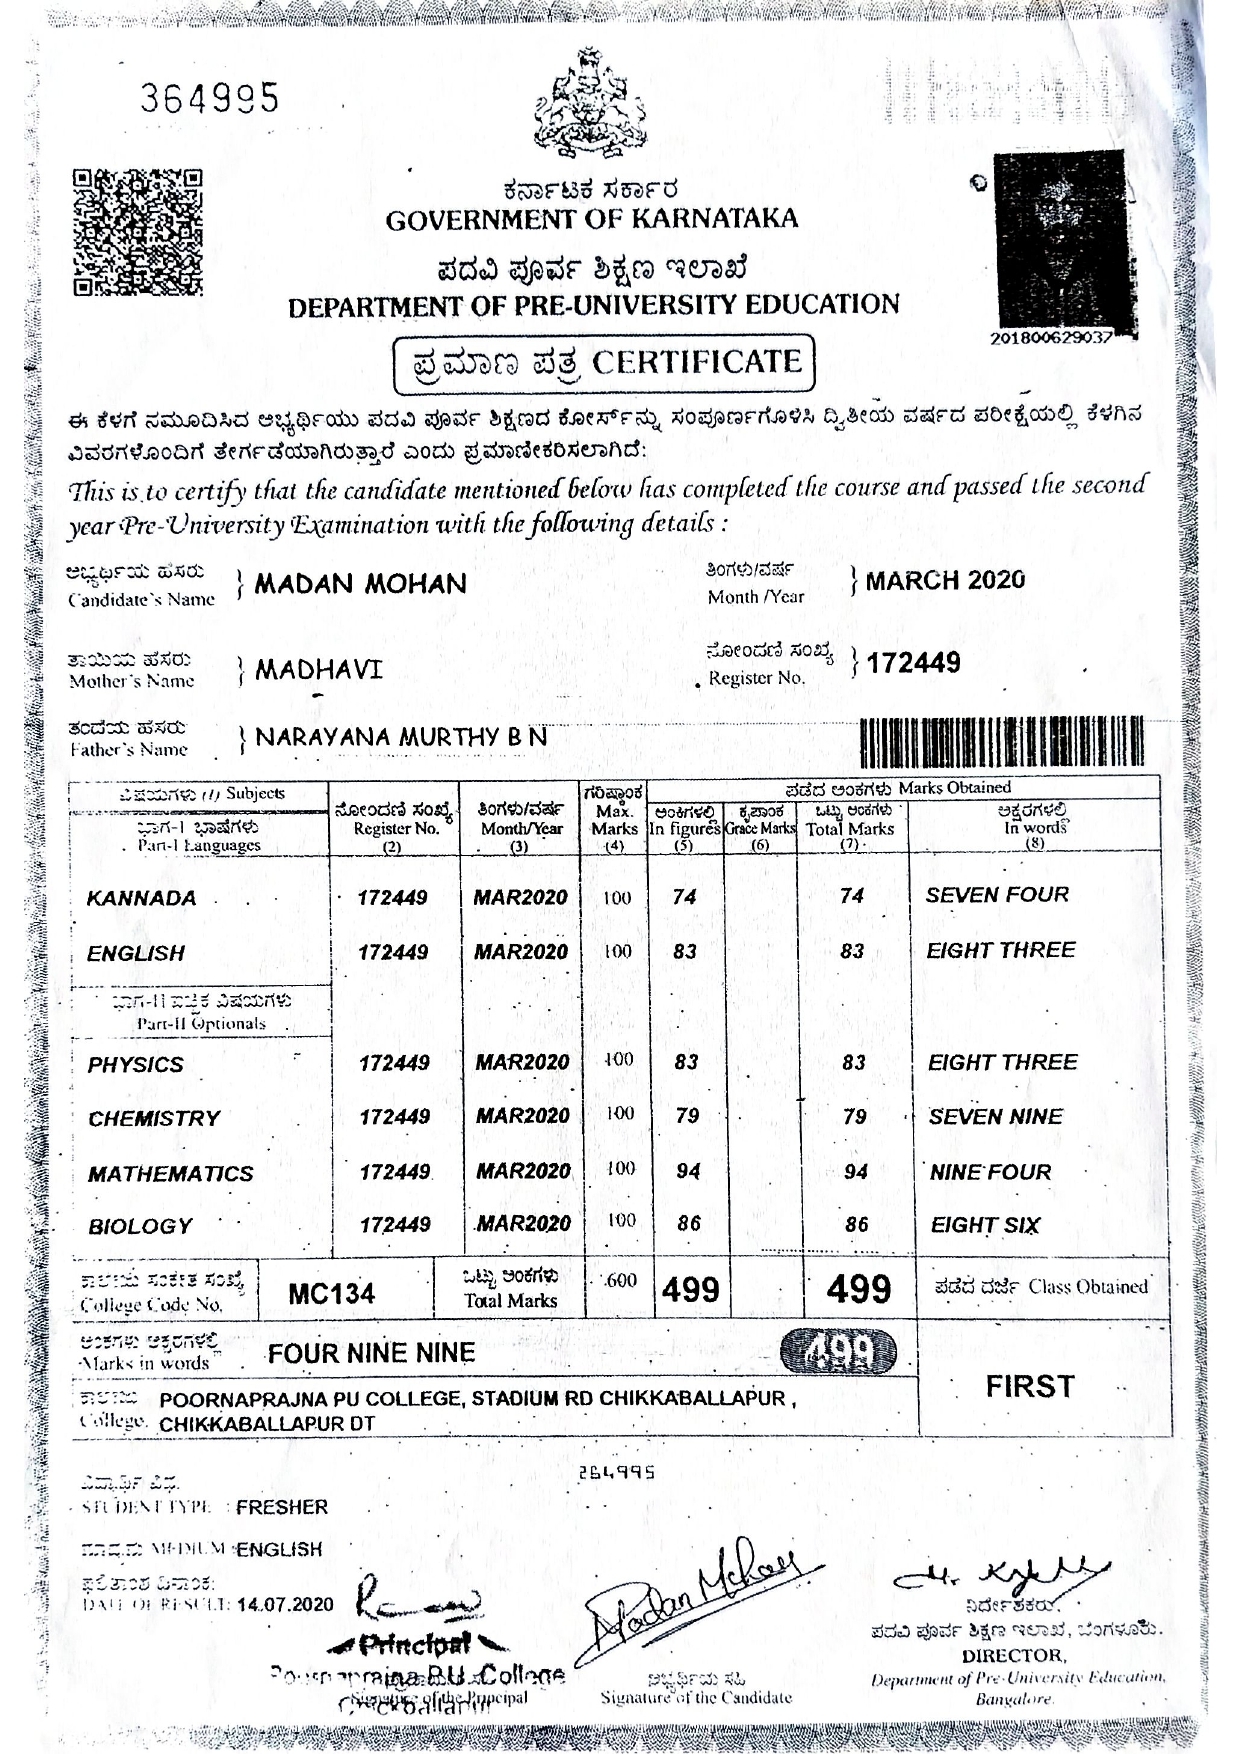 364995
ಕರ್ನಾಟಕ ಸರ್ಕಾರ
GOVERNMENT OF KARNATAKA
ಪದವಿ ಪೂರ್ವ ಶಿಕ್ಷಣ ಇಲಾಖೆ
DEPARTMENT OF PRE-UNIVERSITY EDUCATION
201800629037
ಪ್ರಮಾಣ ಪತ್ರ CERTIFICATE
ಈ ಕೆಳಗೆ ನಮೂದಿಸಿದ ಅಭ್ಯರ್ಥಿಯು ಪದವಿ ಪೂರ್ವ ಶಿಕ್ಷಣದ ಕೋರ್ಸ್‌ನ್ನು ಸಂಪೂರ್ಣಗೊಳಿಸಿ ದ್ವಿತೀಯ ವರ್ಷದ ಪರೀಕ್ಷೆಯಲ್ಲಿ ಕೆಳಗಿನ
ವಿವರಗಳೊಂದಿಗೆ ತೇರ್ಗಡೆಯಾಗಿರುತ್ತಾರೆ ಎಂದು ಪ್ರಮಾಣೀಕರಿಸಲಾಗಿದೆ:
This is to certify that the candidate mentioned below has completed the course and passed the second
year Pre-University Examination with the following details :
ಅಭ್ಯರ್ಥಿಯ ಹೆಸರು ತಿಂಗಳು/ವರ್ಷ
Candidate's Name } MADAN MOHAN Month /Year } MARCH 2020
ತಾಯಿಯ ಹೆಸರು ನೋಂದಣಿ ಸಂಖ್ಯೆ
Mother's Name } MADHAVI Register No. } 172449
ತಂದೆಯ ಹೆಸರು
Father's Name } NARAYANA MURTHY B N
ವಿಷಯಗಳು (1) Subjects ನೋಂದಣಿ ಸಂಖ್ಯೆ Register No. (2) ತಿಂಗಳು/ವರ್ಷ Month/Year (3) ಗರಿಷ್ಠಾಂಕ Max. Marks (4) ಪಡೆದ ಅಂಕಗಳು Marks Obtained
ಭಾಗ-I ಭಾಷೆಗಳು ಅಂಕಿಗಳಲ್ಲಿ ಕೃಪಾಂಕ ಒಟ್ಟು ಅಂಕಗಳು ಅಕ್ಷರಗಳಲ್ಲಿ
Part-I Languages In figures (5) Grace Marks (6) Total Marks (7) In words (8)
KANNADA 172449 MAR2020 100 74 74 SEVEN FOUR
ENGLISH 172449 MAR2020 100 83 83 EIGHT THREE
ಭಾಗ-II ಐಚ್ಛಿಕ ವಿಷಯಗಳು
Part-II Optionals
PHYSICS 172449 MAR2020 100 83 83 EIGHT THREE
CHEMISTRY 172449 MAR2020 100 79 79 SEVEN NINE
MATHEMATICS 172449 MAR2020 100 94 94 NINE FOUR
BIOLOGY 172449 MAR2020 100 86 86 EIGHT SIX
ಕಾಲೇಜು ಸಂಕೇತ ಸಂಖ್ಯೆ ಒಟ್ಟು ಅಂಕಗಳು
College Code No. MC134 Total Marks 600 499 499 ಪಡೆದ ದರ್ಜೆ Class Obtained
ಅಂಕಗಳು ಅಕ್ಷರಗಳಲ್ಲಿ
Marks in words FOUR NINE NINE 499
FIRST
ಕಾಲೇಜು POORNAPRAJNA PU COLLEGE, STADIUM RD CHIKKABALLAPUR ,
College. CHIKKABALLAPUR DT
364995
ವಿದ್ಯಾರ್ಥಿ ವಿಧ:
STUDENT TYPE : FRESHER
ಮಾಧ್ಯಮ MEDIUM :ENGLISH
ಫಲಿತಾಂಶ ದಿನಾಂಕ:
DATE OF RESULT: 14.07.2020
Madan Mohan
Principal
Poornaprajna P.U. College
Chickballapur
Signature of the Principal
ಅಭ್ಯರ್ಥಿಯ ಸಹಿ
Signature of the Candidate
ನಿರ್ದೇಶಕರು,
ಪದವಿ ಪೂರ್ವ ಶಿಕ್ಷಣ ಇಲಾಖೆ, ಬೆಂಗಳೂರು.
DIRECTOR,
Department of Pre-University Education,
Bangalore.